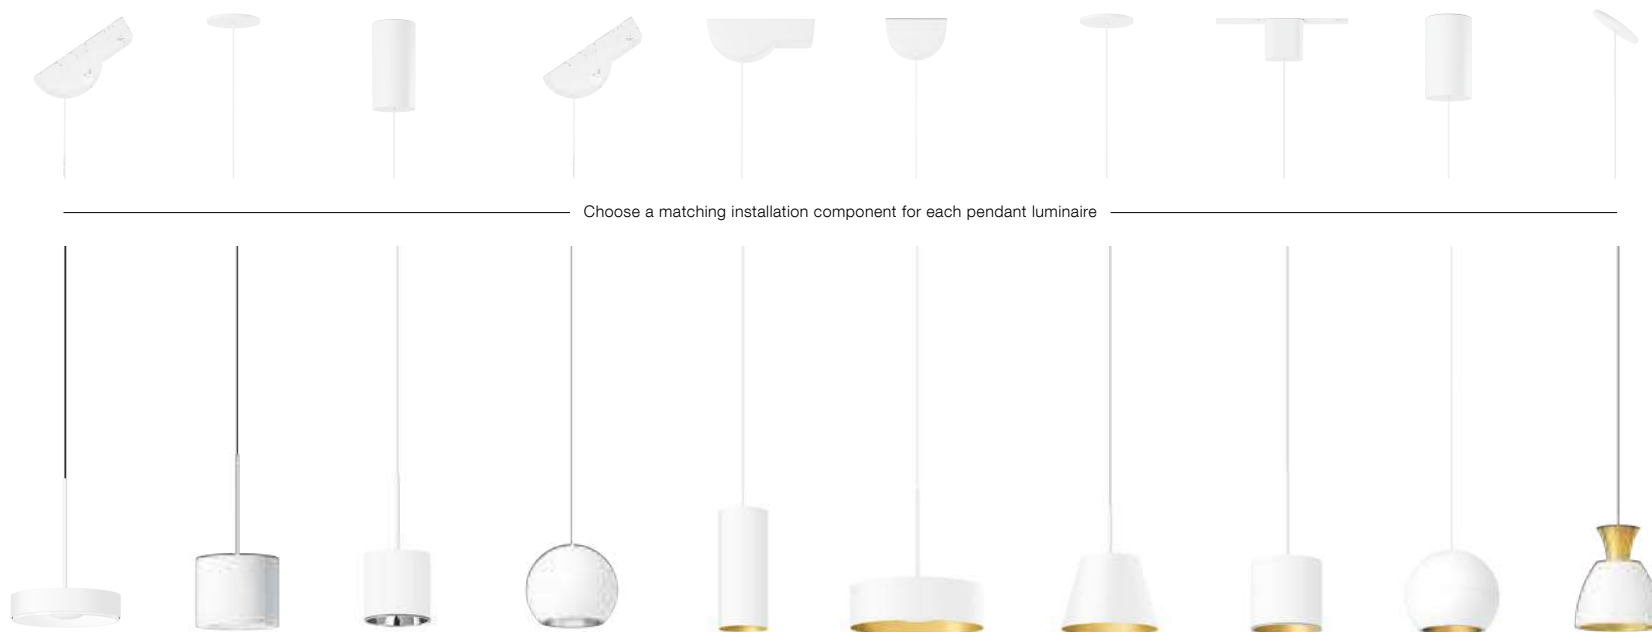 Choose a matching installation component for each pendant luminaire